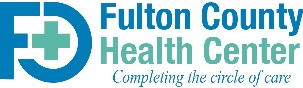 Fulton County
Health Center
Completing the circle of care